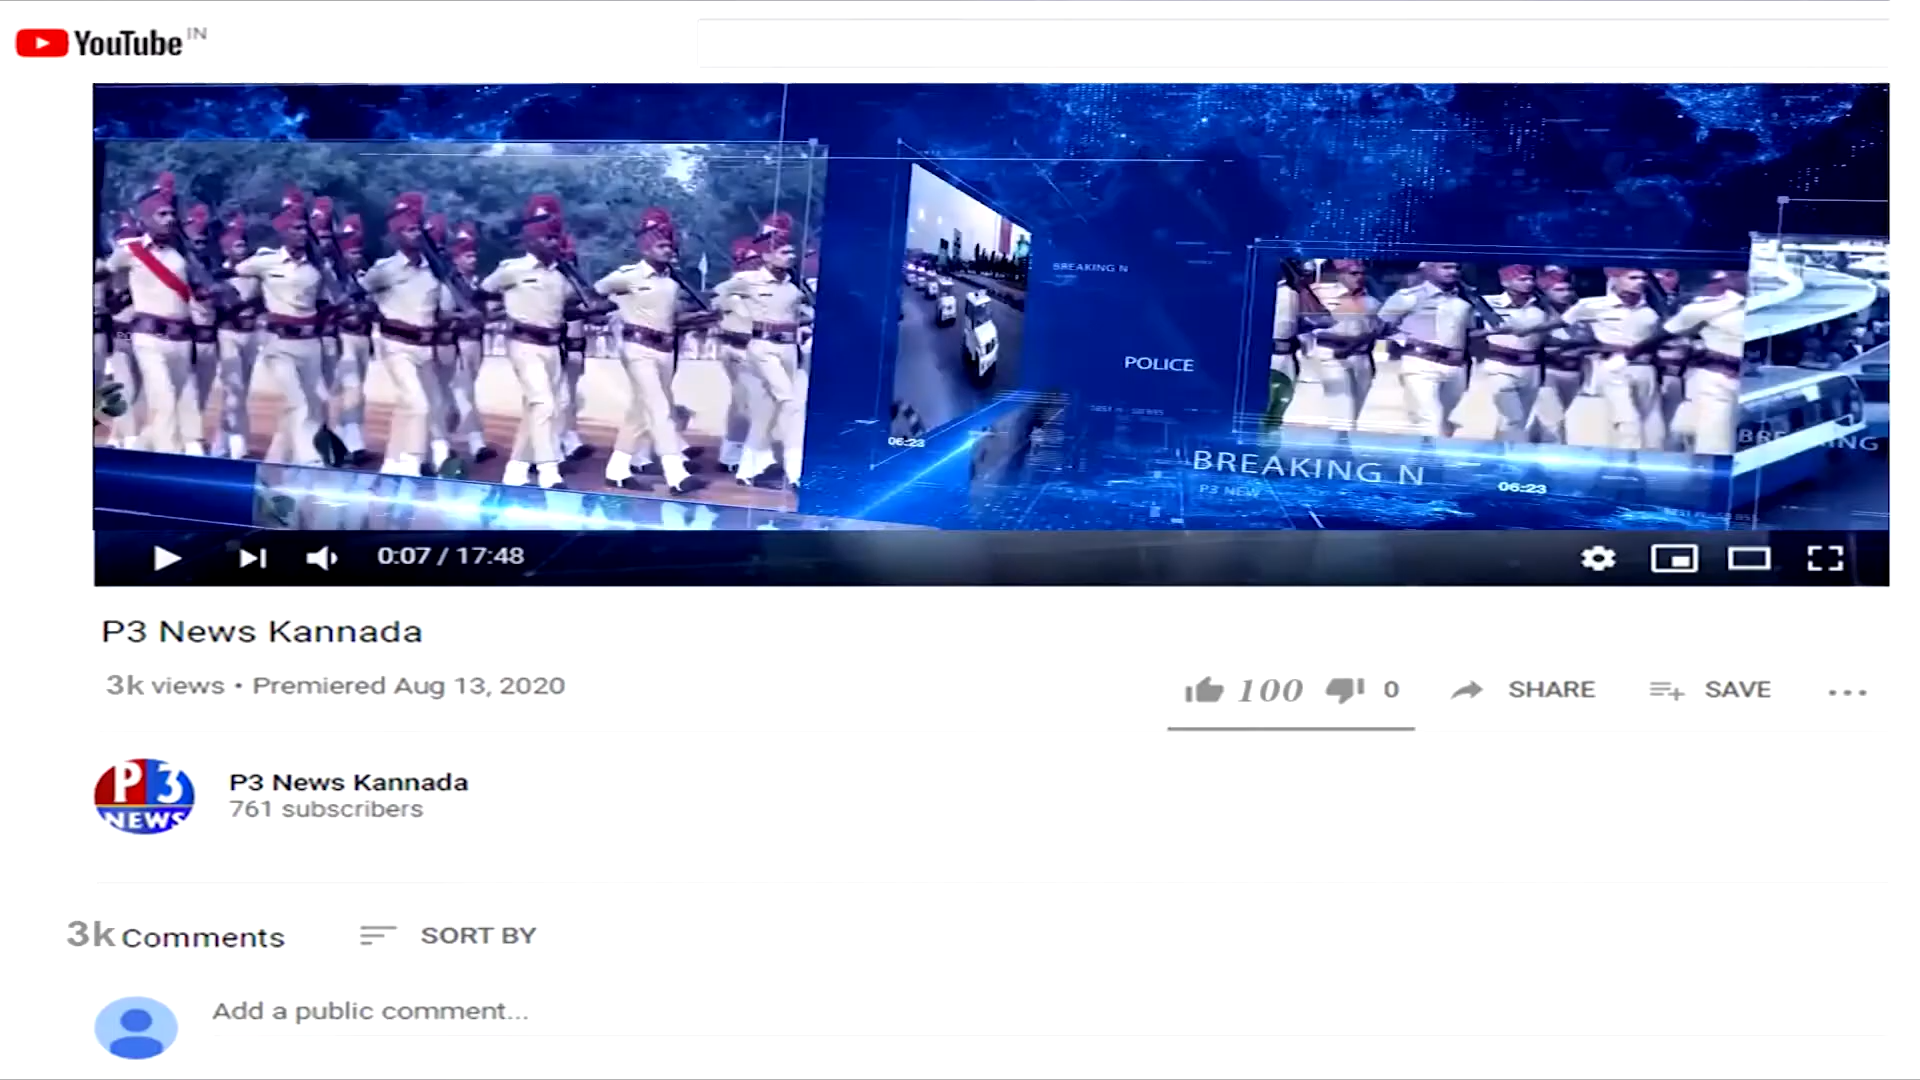 YouTube IN
BREAKING N
POLICE
06:23
BREAKING N
P3 NEW
06:23
0:07 / 17:48
P3 News Kannada
3k views • Premiered Aug 13, 2020
100 0 SHARE SAVE
P3 NEWS
P3 News Kannada
761 subscribers
3k Comments SORT BY
Add a public comment...